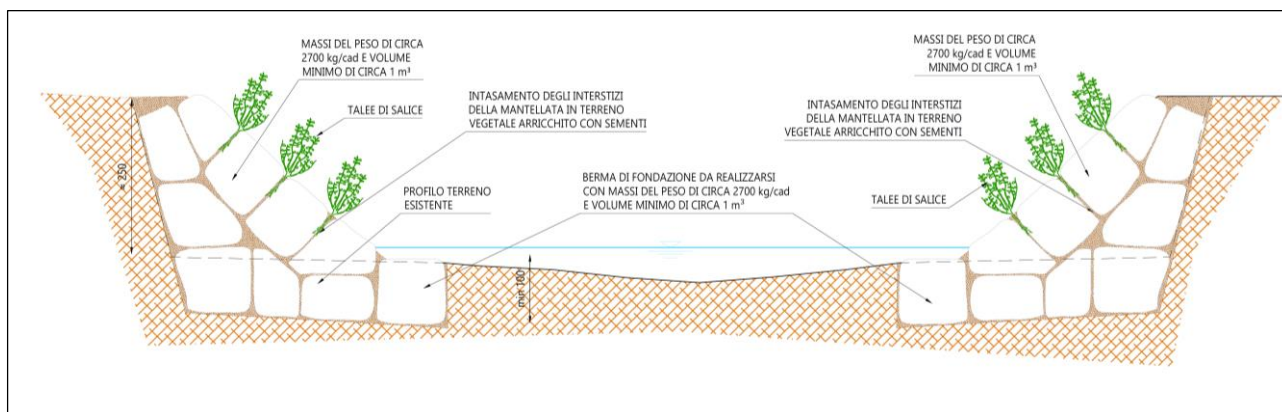 MASSI DEL PESO DI CIRCA
2700 kg/cad E VOLUME
MINIMO DI CIRCA 1 m³
TALEE DI SALICE
INTASAMENTO DEGLI INTERSTIZI
DELLA MANTELLATA IN TERRENO
VEGETALE ARRICCHITO CON SEMENTI
PROFILO TERRENO
ESISTENTE
BERMA DI FONDAZIONE DA REALIZZARSI
CON MASSI DEL PESO DI CIRCA 2700 kg/cad
E VOLUME MINIMO DI CIRCA 1 m³
MASSI DEL PESO DI CIRCA
2700 kg/cad E VOLUME
MINIMO DI CIRCA 1 m³
INTASAMENTO DEGLI INTERSTIZI
DELLA MANTELLATA IN TERRENO
VEGETALE ARRICCHITO CON SEMENTI
TALEE DI SALICE
≈ 250
min 100